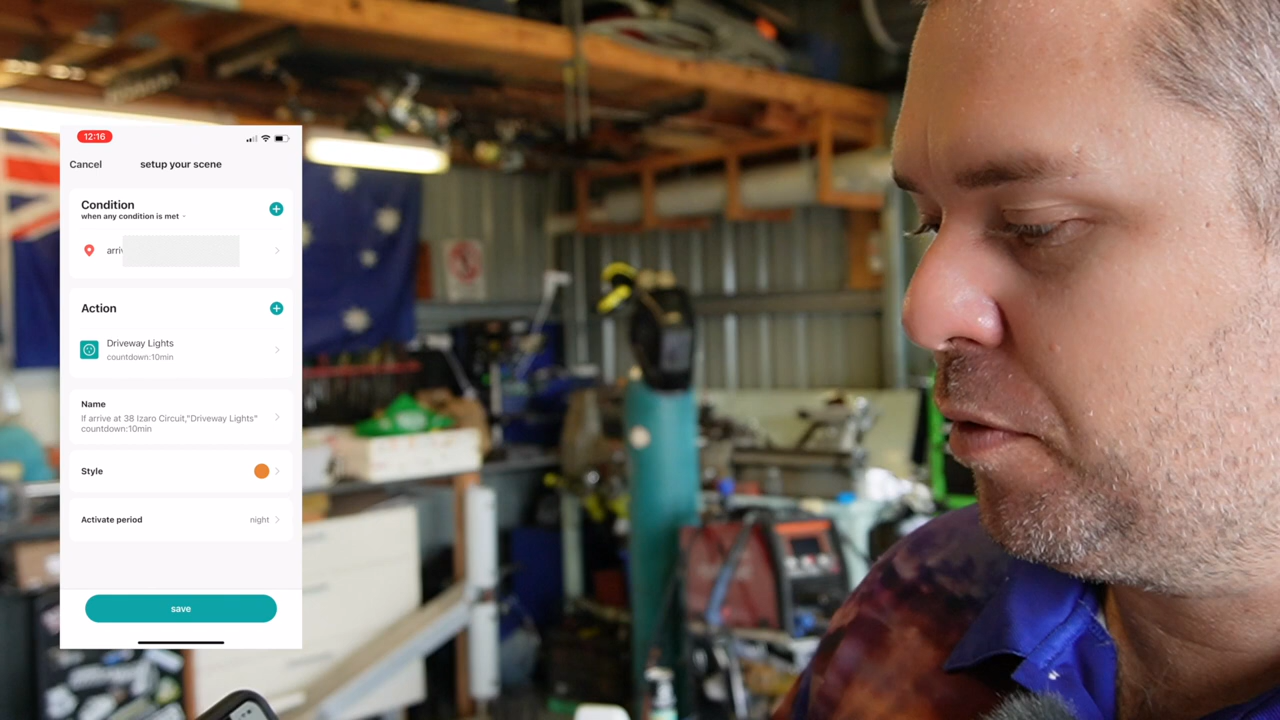 12:16
Cancel
setup your scene
Condition
when any condition is met
arriv
Action
Driveway Lights
countdown:10min
Name
If arrive at 38 Izaro Circuit,"Driveway Lights"
countdown:10min
Style
Activate period
night
save